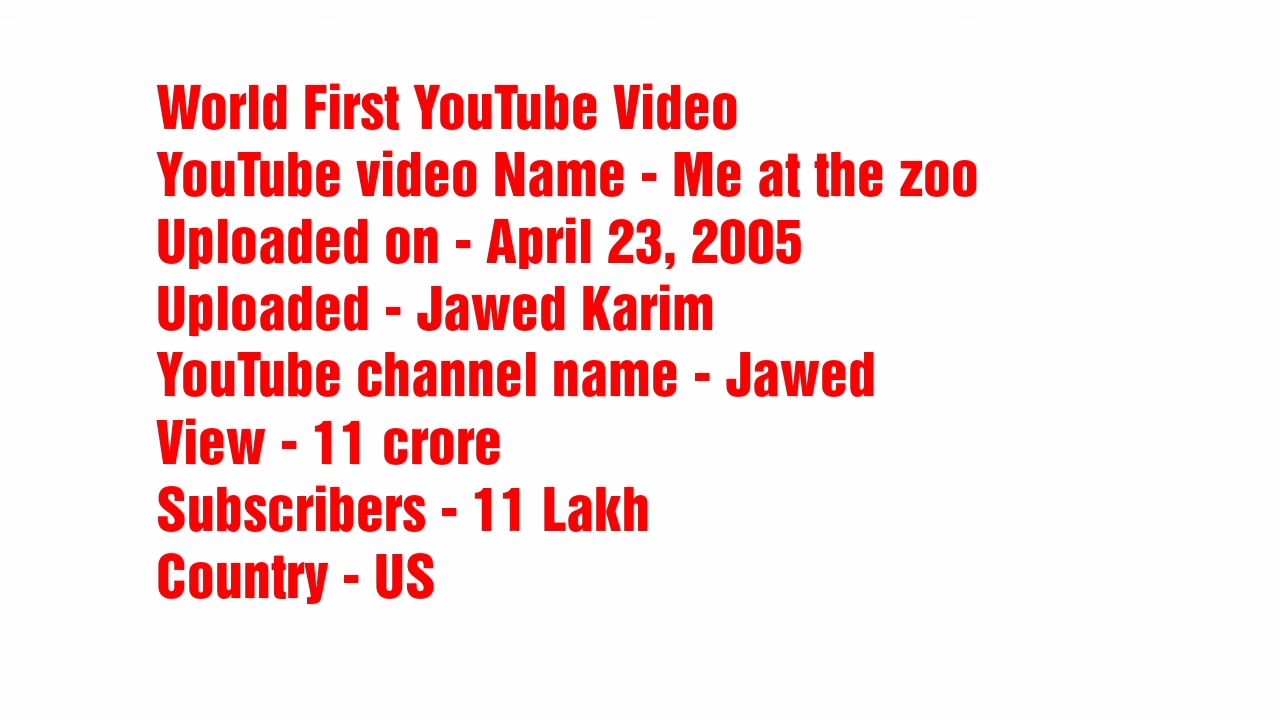 World First YouTube Video
YouTube video Name - Me at the zoo
Uploaded on - April 23, 2005
Uploaded - Jawed Karim
YouTube channel name - Jawed
View - 11 crore
Subscribers - 11 Lakh
Country - US